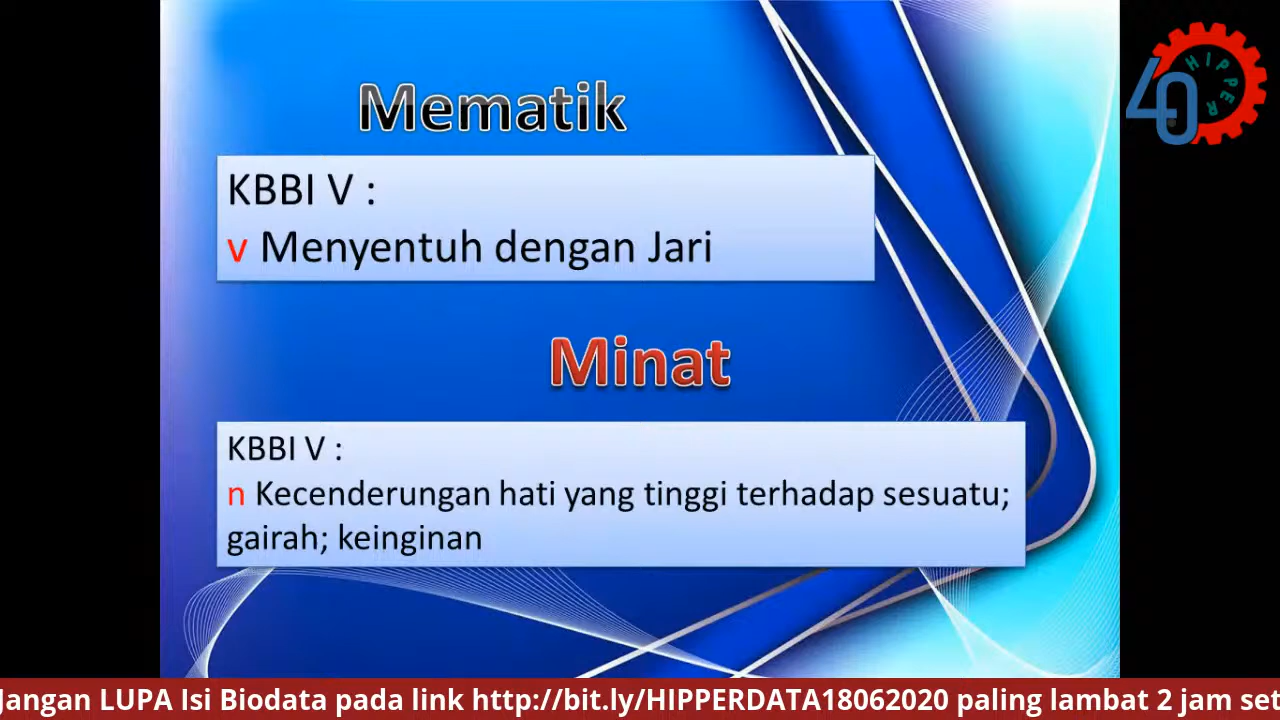 Mematik
KBBI V :
v Menyentuh dengan Jari
Minat
KBBI V :
n Kecenderungan hati yang tinggi terhadap sesuatu;
gairah; keinginan
40 HIPPER
Jangan LUPA Isi Biodata pada link http://bit.ly/HIPPERDATA18062020 paling lambat 2 jam set